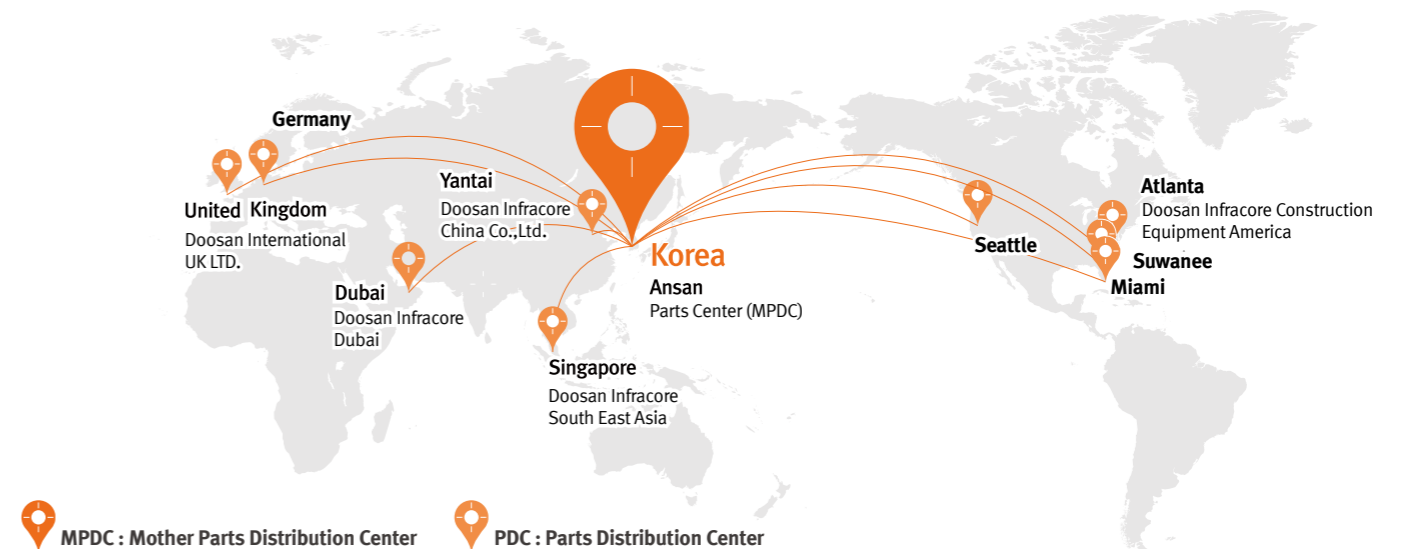 Germany
United Kingdom
Doosan International
UK LTD.
Yantai
Doosan Infracore
China Co.,Ltd.
Dubai
Doosan Infracore
Dubai
Korea
Ansan
Parts Center (MPDC)
Singapore
Doosan Infracore
South East Asia
Seattle
Atlanta
Doosan Infracore Construction
Equipment America
Suwanee
Miami
MPDC : Mother Parts Distribution Center
PDC : Parts Distribution Center